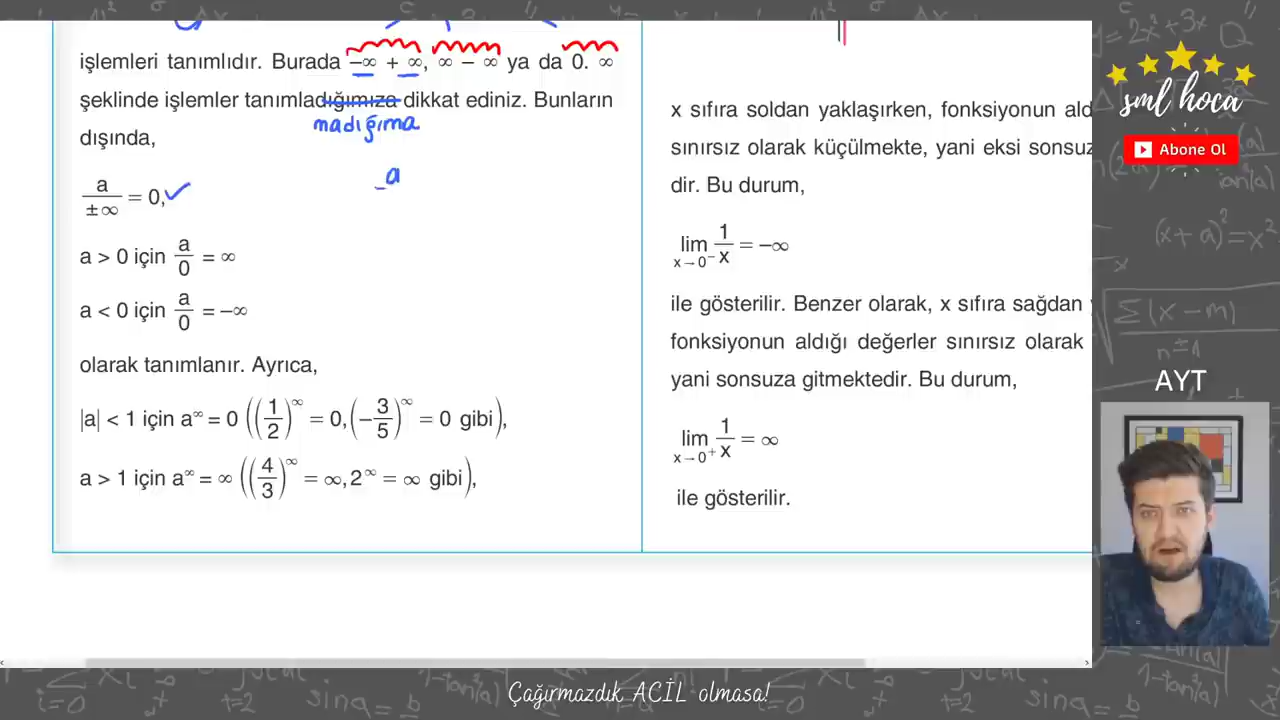 işlemleri tanımlıdır. Burada −∞ + ∞, ∞ − ∞ ya da 0. ∞
şeklinde işlemler tanımladığımıza dikkat ediniz. Bunların
madığıma
dışında,
a
a/±∞ = 0,
a > 0 için a/0 = ∞
a < 0 için a/0 = −∞
olarak tanımlanır. Ayrıca,
|a| < 1 için a^∞ = 0 ((1/2)^∞ = 0, (−3/5)^∞ = 0 gibi),
a > 1 için a^∞ = ∞ ((4/3)^∞ = ∞, 2^∞ = ∞ gibi),
x sıfıra soldan yaklaşırken, fonksiyonun ald
sınırsız olarak küçülmekte, yani eksi sonsuz
dir. Bu durum,
lim x→0⁻ 1/x = −∞
ile gösterilir. Benzer olarak, x sıfıra sağdan
fonksiyonun aldığı değerler sınırsız olarak
yani sonsuza gitmektedir. Bu durum,
lim x→0⁺ 1/x = ∞
ile gösterilir.
sml hoca
Abone Ol
AYT
Çağırmazdık ACİL olmasa!